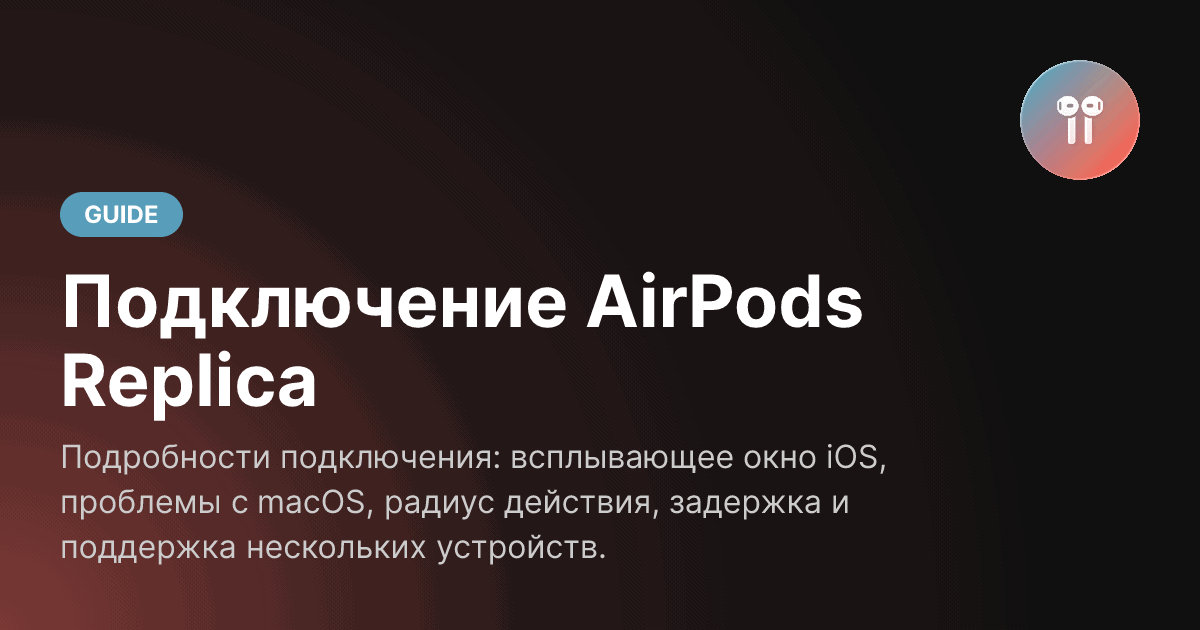 GUIDE
Подключение AirPods
Replica
Подробности подключения: всплывающее окно iOS,
проблемы с macOS, радиус действия, задержка и
поддержка нескольких устройств.